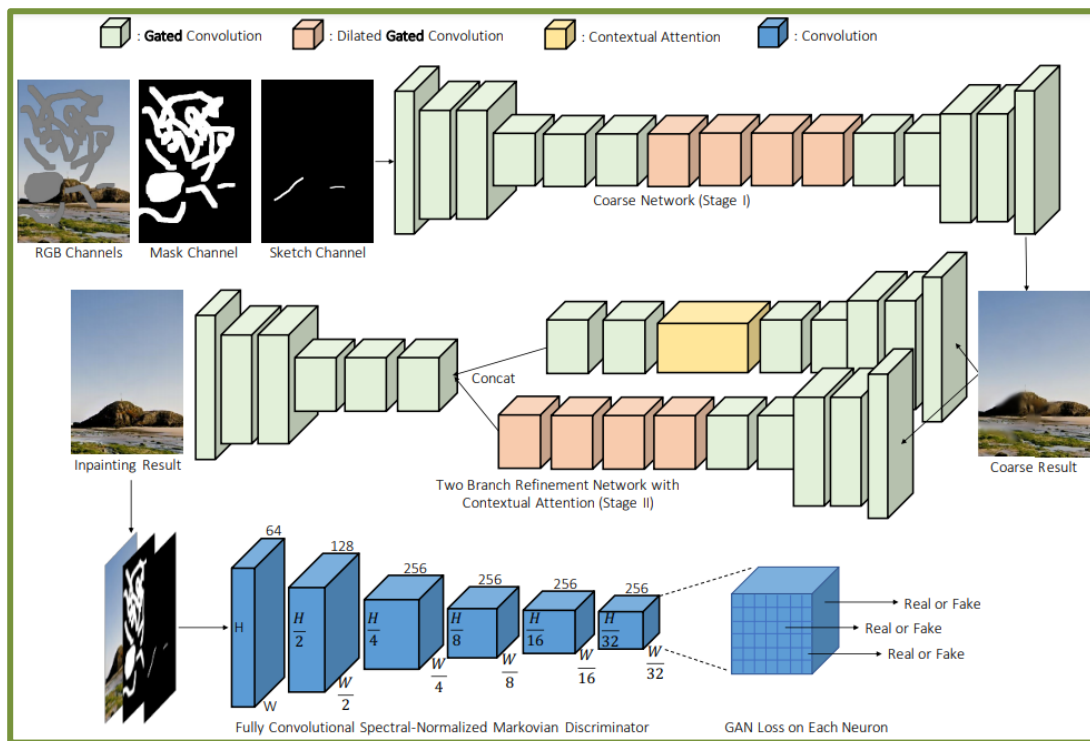 : Gated Convolution
: Dilated Gated Convolution
: Contextual Attention
: Convolution
RGB Channels
Mask Channel
Sketch Channel
Coarse Network (Stage I)
Concat
Inpainting Result
Coarse Result
Two Branch Refinement Network with
Contextual Attention (Stage II)
64
128
256
256
256
256
H
H/2
H/4
H/8
H/16
H/32
W
W/2
W/4
W/8
W/16
W/32
Real or Fake
Real or Fake
Real or Fake
Fully Convolutional Spectral-Normalized Markovian Discriminator
GAN Loss on Each Neuron